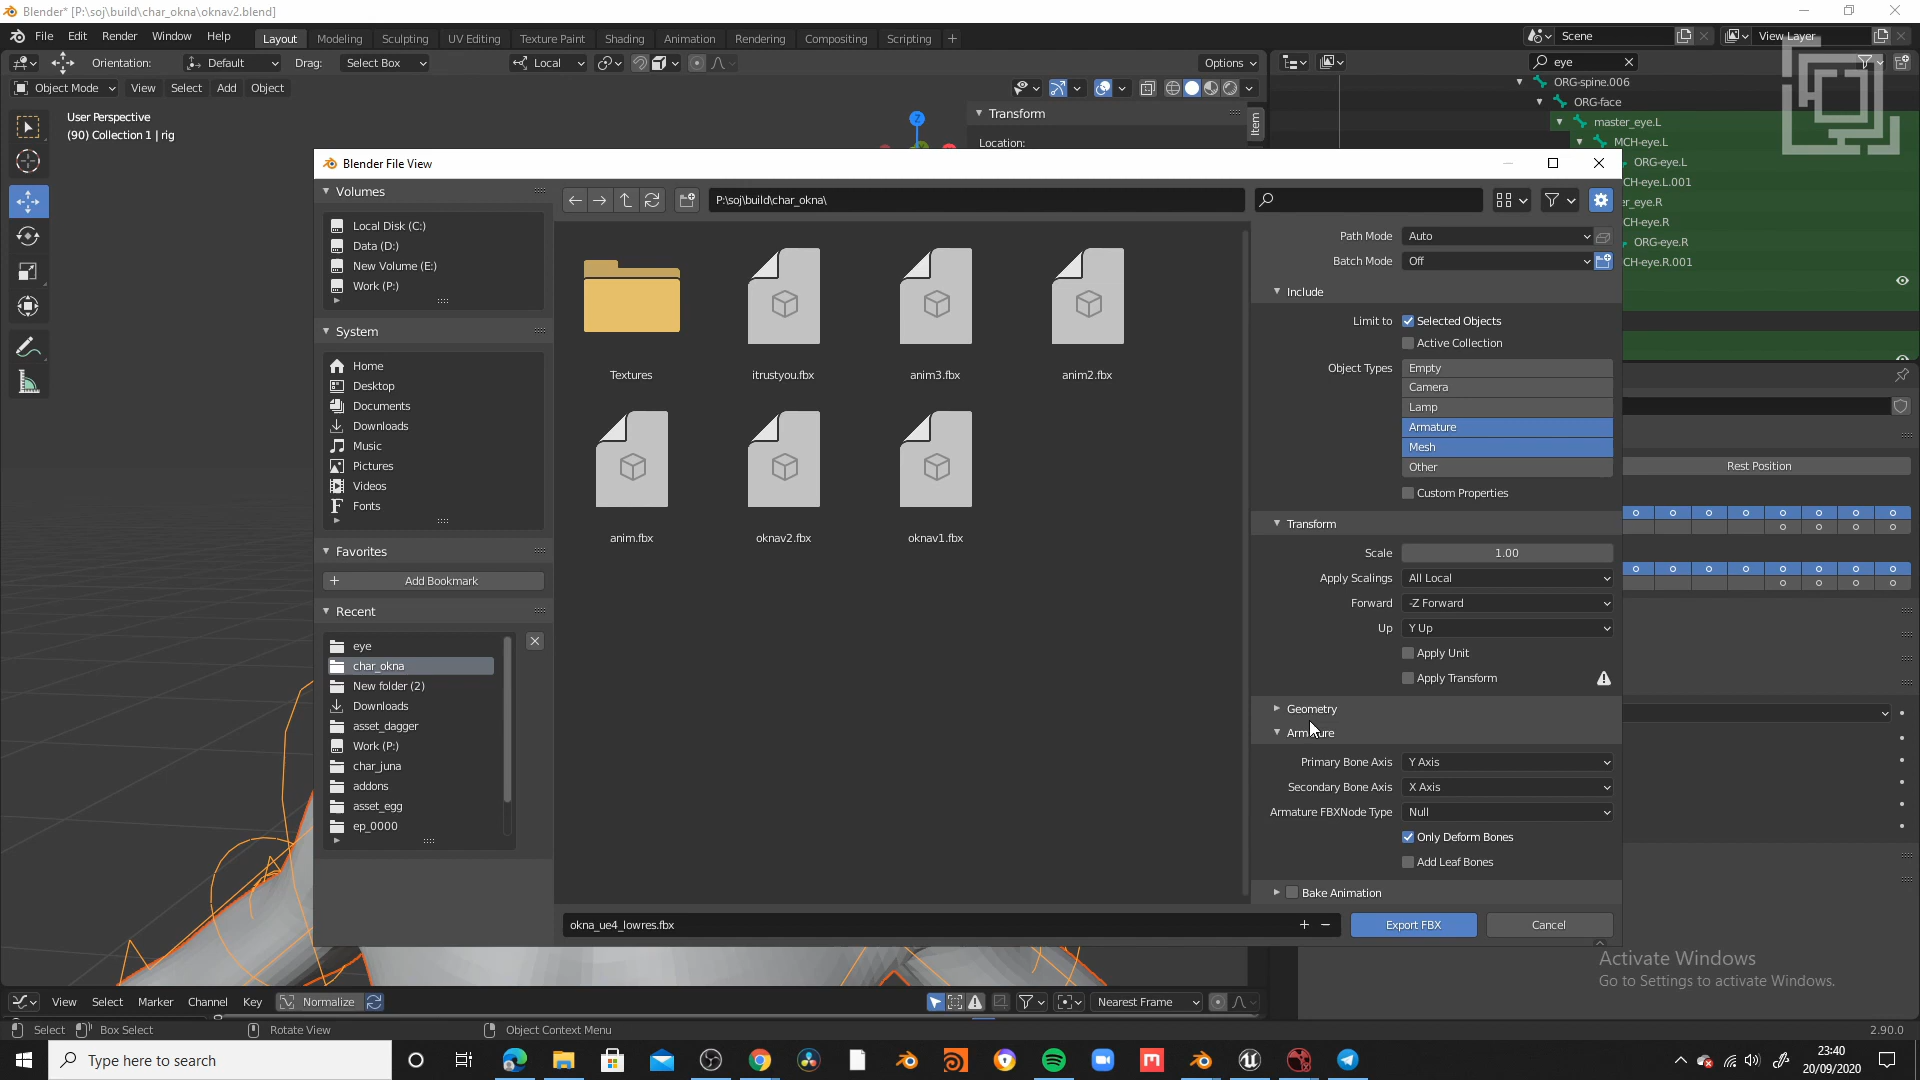 Blender* [P:\soj\build\char_okna\oknav2.blend]
File Edit Render Window Help Layout Modeling Sculpting UV Editing Texture Paint Shading Animation Rendering Compositing Scripting + Scene View Layer
Orientation: Default Drag: Select Box Local Options eye
Object Mode View Select Add Object
User Perspective
(90) Collection 1 | rig
Transform
Location:
Item
ORG-spine.006
ORG-face
master_eye.L
MCH-eye.L
ORG-eye.L
CH-eye.L.001
er_eye.R
CH-eye.R
ORG-eye.R
CH-eye.R.001
Rest Position
Blender File View
Volumes
Local Disk (C:)
Data (D:)
New Volume (E:)
Work (P:)
System
Home
Desktop
Documents
Downloads
Music
Pictures
Videos
Fonts
Favorites
Add Bookmark
Recent
eye
char_okna
New folder (2)
Downloads
asset_dagger
Work (P:)
char_juna
addons
asset_egg
ep_0000
P:\soj\build\char_okna\
Textures
itrustyou.fbx
anim3.fbx
anim2.fbx
anim.fbx
oknav2.fbx
oknav1.fbx
Path Mode Auto
Batch Mode Off
Include
Limit to Selected Objects
Active Collection
Object Types Empty
Camera
Lamp
Armature
Mesh
Other
Custom Properties
Transform
Scale 1.00
Apply Scalings All Local
Forward -Z Forward
Up Y Up
Apply Unit
Apply Transform
Geometry
Primary Bone Axis Y Axis
Secondary Bone Axis X Axis
Armature FBXNode Type Null
Only Deform Bones
Add Leaf Bones
Bake Animation
okna_ue4_lowres.fbx
Export FBX
Cancel
Activate Windows
Go to Settings to activate Windows.
View Select Marker Channel Key Normalize Nearest Frame
Select Box Select Rotate View Object Context Menu 2.90.0
Type here to search
23:40
20/09/2020